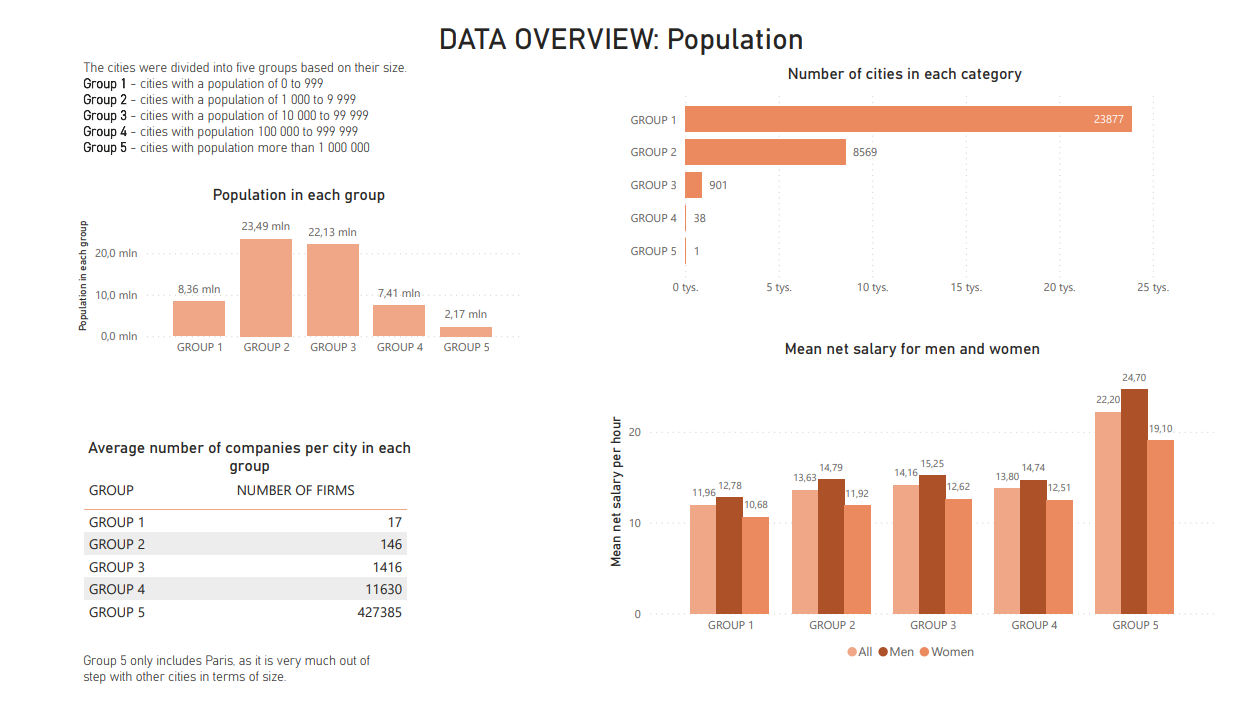 DATA OVERVIEW: Population
The cities were divided into five groups based on their size.
Group 1 - cities with a population of 0 to 999
Group 2 - cities with a population of 1 000 to 9 999
Group 3 - cities with a population of 10 000 to 99 999
Group 4 - cities with population 100 000 to 999 999
Group 5 - cities with population more than 1 000 000
Population in each group
Population in each group
20,0 mln
10,0 mln
0,0 mln
8,36 mln
23,49 mln
22,13 mln
7,41 mln
2,17 mln
GROUP 1 GROUP 2 GROUP 3 GROUP 4 GROUP 5
Average number of companies per city in each
group
GROUP NUMBER OF FIRMS
GROUP 1 17
GROUP 2 146
GROUP 3 1416
GROUP 4 11630
GROUP 5 427385
Group 5 only includes Paris, as it is very much out of
step with other cities in terms of size.
Number of cities in each category
GROUP 1 23877
GROUP 2 8569
GROUP 3 901
GROUP 4 38
GROUP 5 1
0 tys. 5 tys. 10 tys. 15 tys. 20 tys. 25 tys.
Mean net salary for men and women
Mean net salary per hour
20
10
0
11,96 12,78 10,68
13,63 14,79 11,92
14,16 15,25 12,62
13,80 14,74 12,51
22,20 24,70 19,10
GROUP 1 GROUP 2 GROUP 3 GROUP 4 GROUP 5
All Men Women